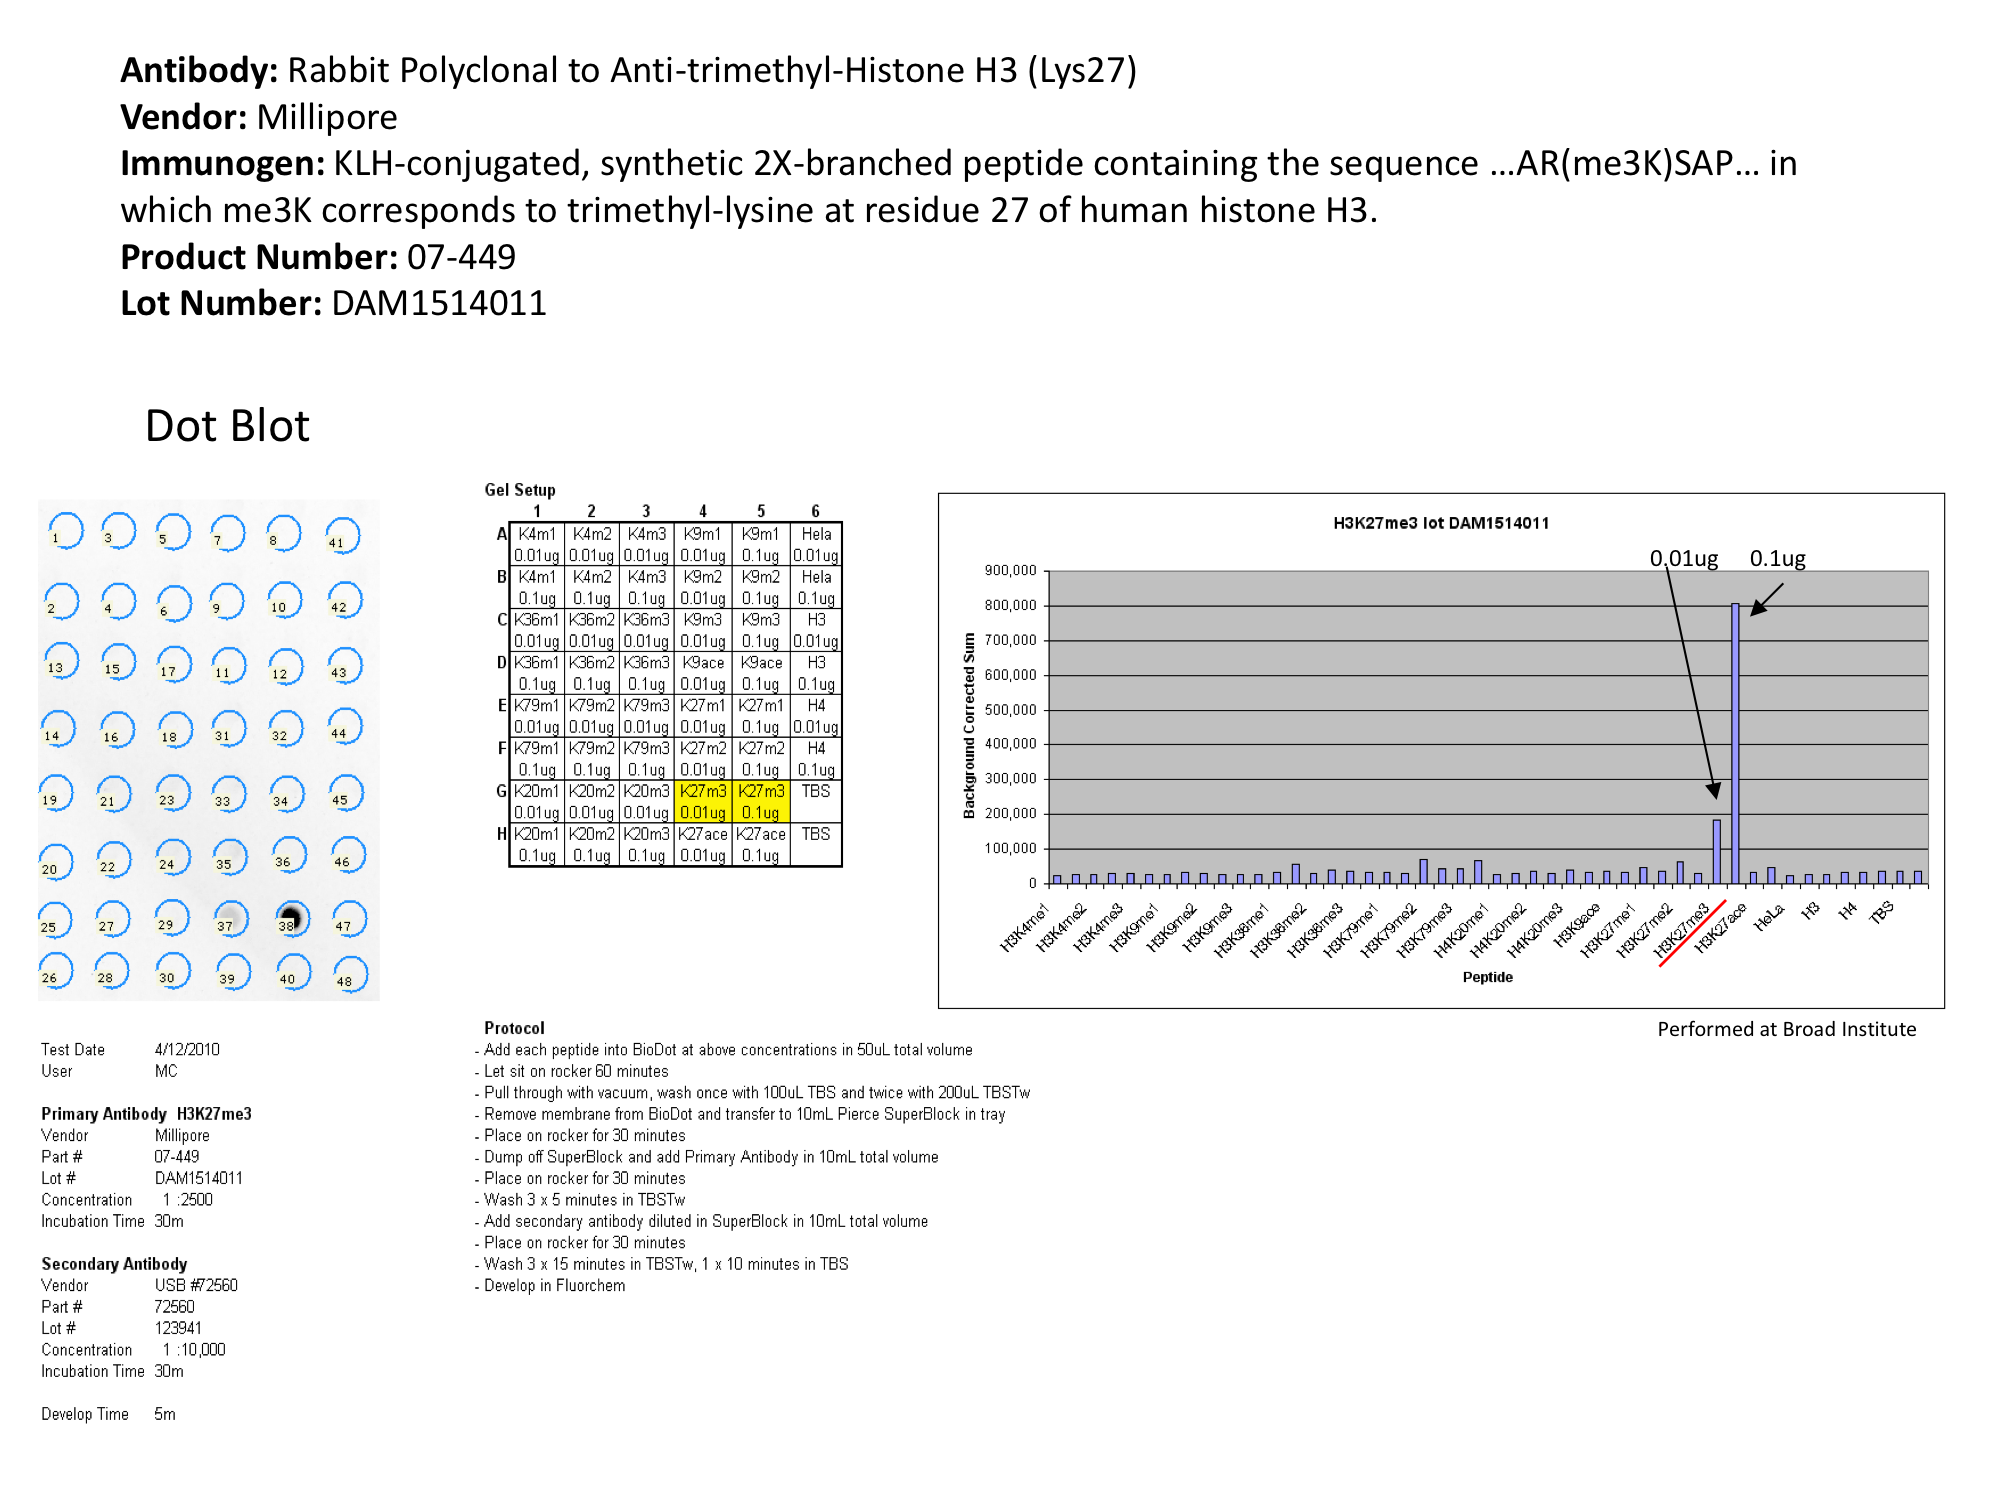 Antibody: Rabbit Polyclonal to Anti-trimethyl-Histone H3 (Lys27)
Vendor: Millipore
Immunogen: KLH-conjugated, synthetic 2X-branched peptide containing the sequence …AR(me3K)SAP… in
which me3K corresponds to trimethyl-lysine at residue 27 of human histone H3.
Product Number: 07-449
Lot Number: DAM1514011
Dot Blot
1 3 5 7 8 41
2 4 6 9 10 42
13 15 17 11 12 43
14 16 18 31 32 44
19 21 23 33 34 45
20 22 24 35 36 46
25 27 29 37 38 47
26 28 30 39 40 48
Gel Setup
1 2 3 4 5 6
A K4m1 K4m2 K4m3 K9m1 K9m1 Hela
0.01ug 0.01ug 0.01ug 0.01ug 0.1ug 0.01ug
B K4m1 K4m2 K4m3 K9m2 K9m2 Hela
0.1ug 0.1ug 0.1ug 0.01ug 0.1ug 0.1ug
C K36m1 K36m2 K36m3 K9m3 K9m3 H3
0.01ug 0.01ug 0.01ug 0.01ug 0.1ug 0.01ug
D K36m1 K36m2 K36m3 K9ace K9ace H3
0.1ug 0.1ug 0.1ug 0.01ug 0.1ug 0.1ug
E K79m1 K79m2 K79m3 K27m1 K27m1 H4
0.01ug 0.01ug 0.01ug 0.01ug 0.1ug 0.01ug
F K79m1 K79m2 K79m3 K27m2 K27m2 H4
0.1ug 0.1ug 0.1ug 0.01ug 0.1ug 0.1ug
G K20m1 K20m2 K20m3 K27m3 K27m3 TBS
0.01ug 0.01ug 0.01ug 0.01ug 0.1ug
H K20m1 K20m2 K20m3 K27ace K27ace TBS
0.1ug 0.1ug 0.1ug 0.01ug 0.1ug
H3K27me3 lot DAM1514011
0.01ug 0.1ug
900,000
800,000
700,000
600,000
500,000
400,000
300,000
200,000
100,000
0
Background Corrected Sum
H3K4me1
H3K4me2
H3K4me3
H3K9me1
H3K9me2
H3K9me3
H3K36me1
H3K36me2
H3K36me3
H3K79me1
H3K79me2
H3K79me3
H4K20me1
H4K20me2
H4K20me3
H3K9ace
H3K27me1
H3K27me2
H3K27me3
H3K27ace
HeLa
H3
H4
TBS
Peptide
Performed at Broad Institute
Test Date 4/12/2010
User MC
Primary Antibody H3K27me3
Vendor Millipore
Part # 07-449
Lot # DAM1514011
Concentration 1 :2500
Incubation Time 30m
Secondary Antibody
Vendor USB #72560
Part # 72560
Lot # 123941
Concentration 1 :10,000
Incubation Time 30m
Develop Time 5m
Protocol
- Add each peptide into BioDot at above concentrations in 50uL total volume
- Let sit on rocker 60 minutes
- Pull through with vacuum, wash once with 100uL TBS and twice with 200uL TBSTw
- Remove membrane from BioDot and transfer to 10mL Pierce SuperBlock in tray
- Place on rocker for 30 minutes
- Dump off SuperBlock and add Primary Antibody in 10mL total volume
- Place on rocker for 30 minutes
- Wash 3 x 5 minutes in TBSTw
- Add secondary antibody diluted in SuperBlock in 10mL total volume
- Place on rocker for 30 minutes
- Wash 3 x 15 minutes in TBSTw, 1 x 10 minutes in TBS
- Develop in Fluorchem